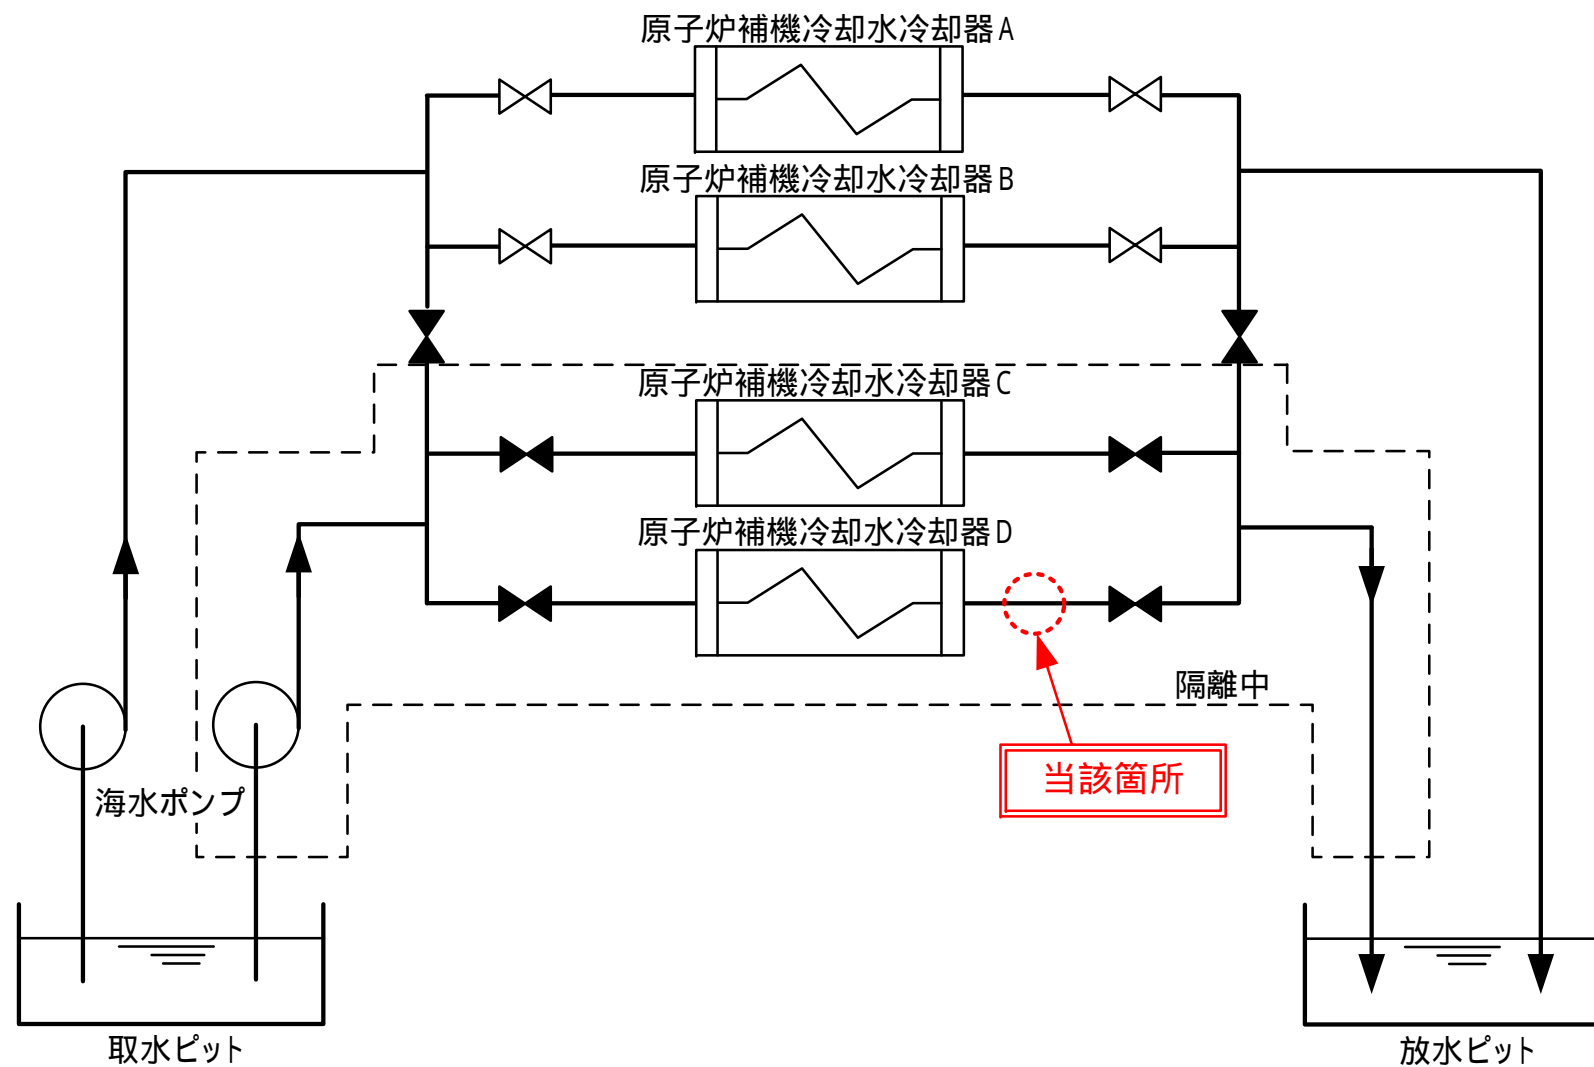 原子炉補機冷却水冷却器A
原子炉補機冷却水冷却器B
原子炉補機冷却水冷却器C
原子炉補機冷却水冷却器D
隔離中
当該箇所
海水ポンプ
取水ピット
放水ピット